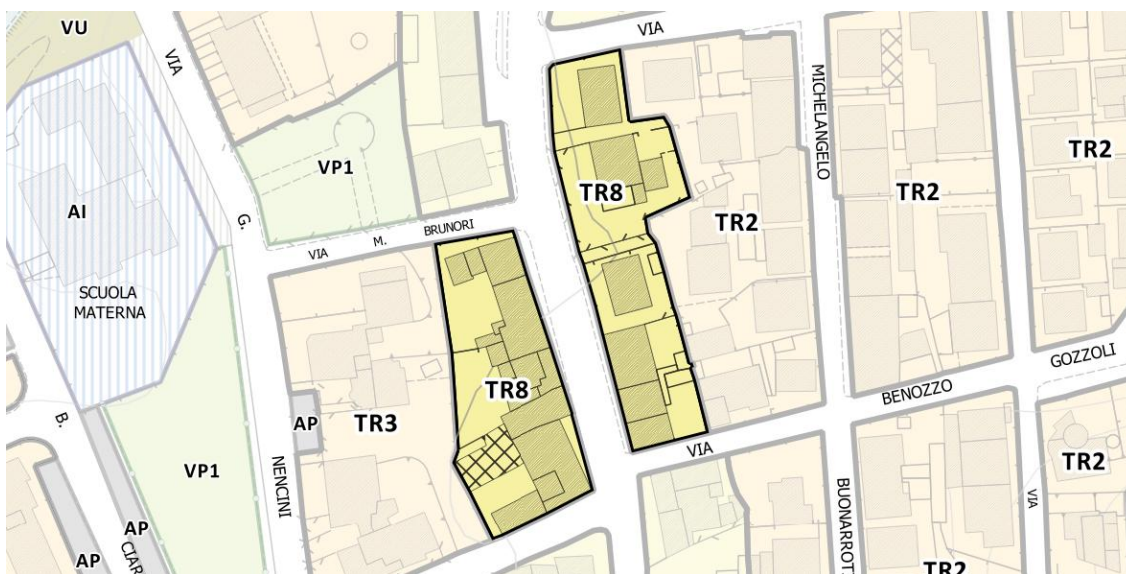 VU
VIA
VIA
MICHELANGELO
TR2
VP1
TR8
TR2
AI
G.
TR2
VIA M. BRUNORI
SCUOLA
MATERNA
GOZZOLI
BENOZZO
TR8
B.
AP
TR3
VIA
VP1
NENCINI
TR2
BUONARROTI
VIA
AP
CIAR
AP
TR2